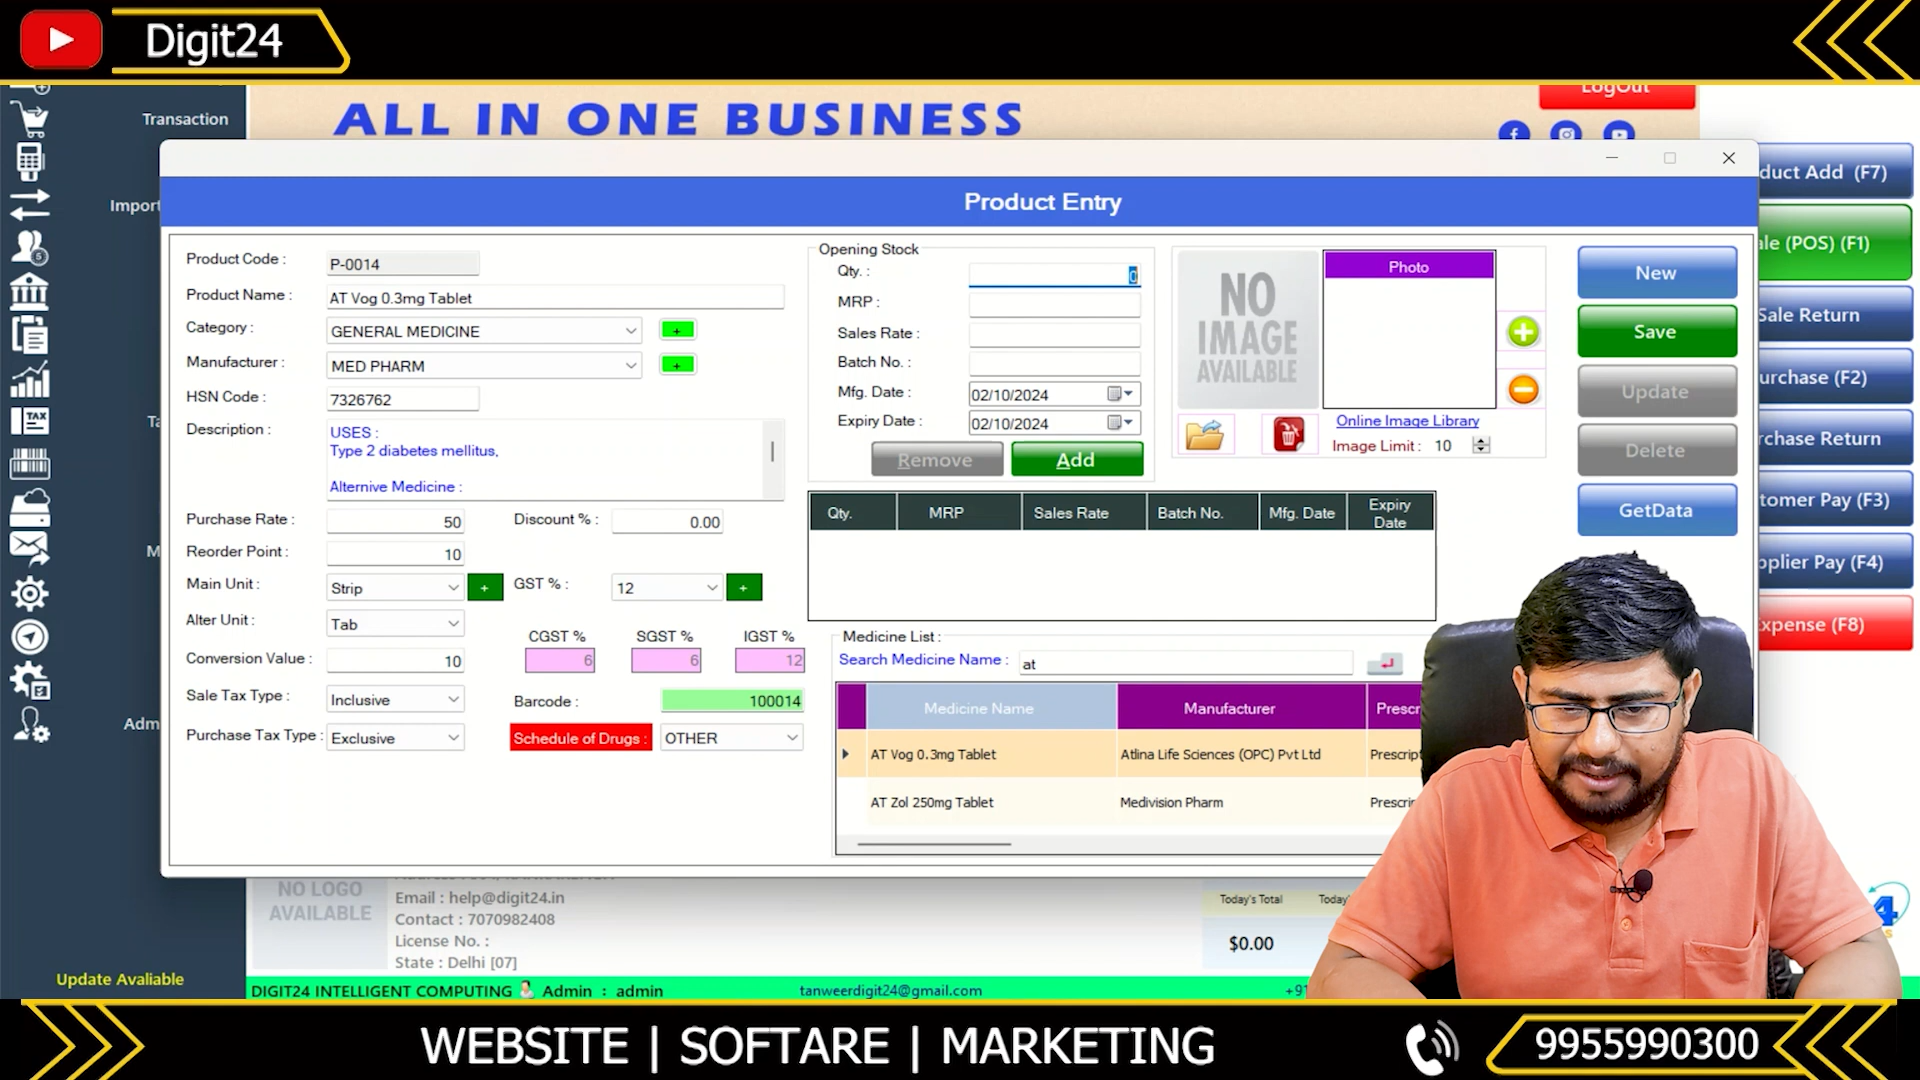 Digit24
Transaction
ALL IN ONE BUSINESS
LogOut
Import
Product Entry
duct Add (F7)
Product Code :
P-0014
Product Name :
AT Vog 0.3mg Tablet
Category :
GENERAL MEDICINE
+
Manufacturer :
MED PHARM
+
HSN Code :
7326762
Description :
USES :
Type 2 diabetes mellitus,
Alternive Medicine :
Purchase Rate :
50
Discount % :
0.00
Reorder Point :
10
Main Unit :
Strip
+
GST % :
12
+
Alter Unit :
Tab
CGST %
SGST %
IGST %
6
6
12
Conversion Value :
10
Sale Tax Type :
Inclusive
Barcode :
100014
Purchase Tax Type :
Exclusive
Schedule of Drugs :
OTHER
Opening Stock
Qty. :
0
MRP :
Sales Rate :
Batch No. :
Mfg. Date :
02/10/2024
Expiry Date :
02/10/2024
Remove
Add
NO
IMAGE
AVAILABLE
Photo
Online Image Library
Image Limit : 10
New
Save
Update
Delete
GetData
ale (POS) (F1)
Sale Return
urchase (F2)
rchase Return
tomer Pay (F3)
pplier Pay (F4)
xpense (F8)
Qty.
MRP
Sales Rate
Batch No.
Mfg. Date
Expiry
Date
Medicine List :
Search Medicine Name :
at
Medicine Name
Manufacturer
Prescr
AT Vog 0.3mg Tablet
Atlina Life Sciences (OPC) Pvt Ltd
Prescript
AT Zol 250mg Tablet
Medivision Pharm
Prescrip
TAX
Ta
M
Adm
NO LOGO
AVAILABLE
Email : help@digit24.in
Contact : 7070982408
License No. :
State : Delhi [07]
Today's Total
Today'
$0.00
Update Avaliable
DIGIT24 INTELLIGENT COMPUTING
Admin : admin
tanweerdigit24@gmail.com
+91
WEBSITE | SOFTARE | MARKETING
9955990300